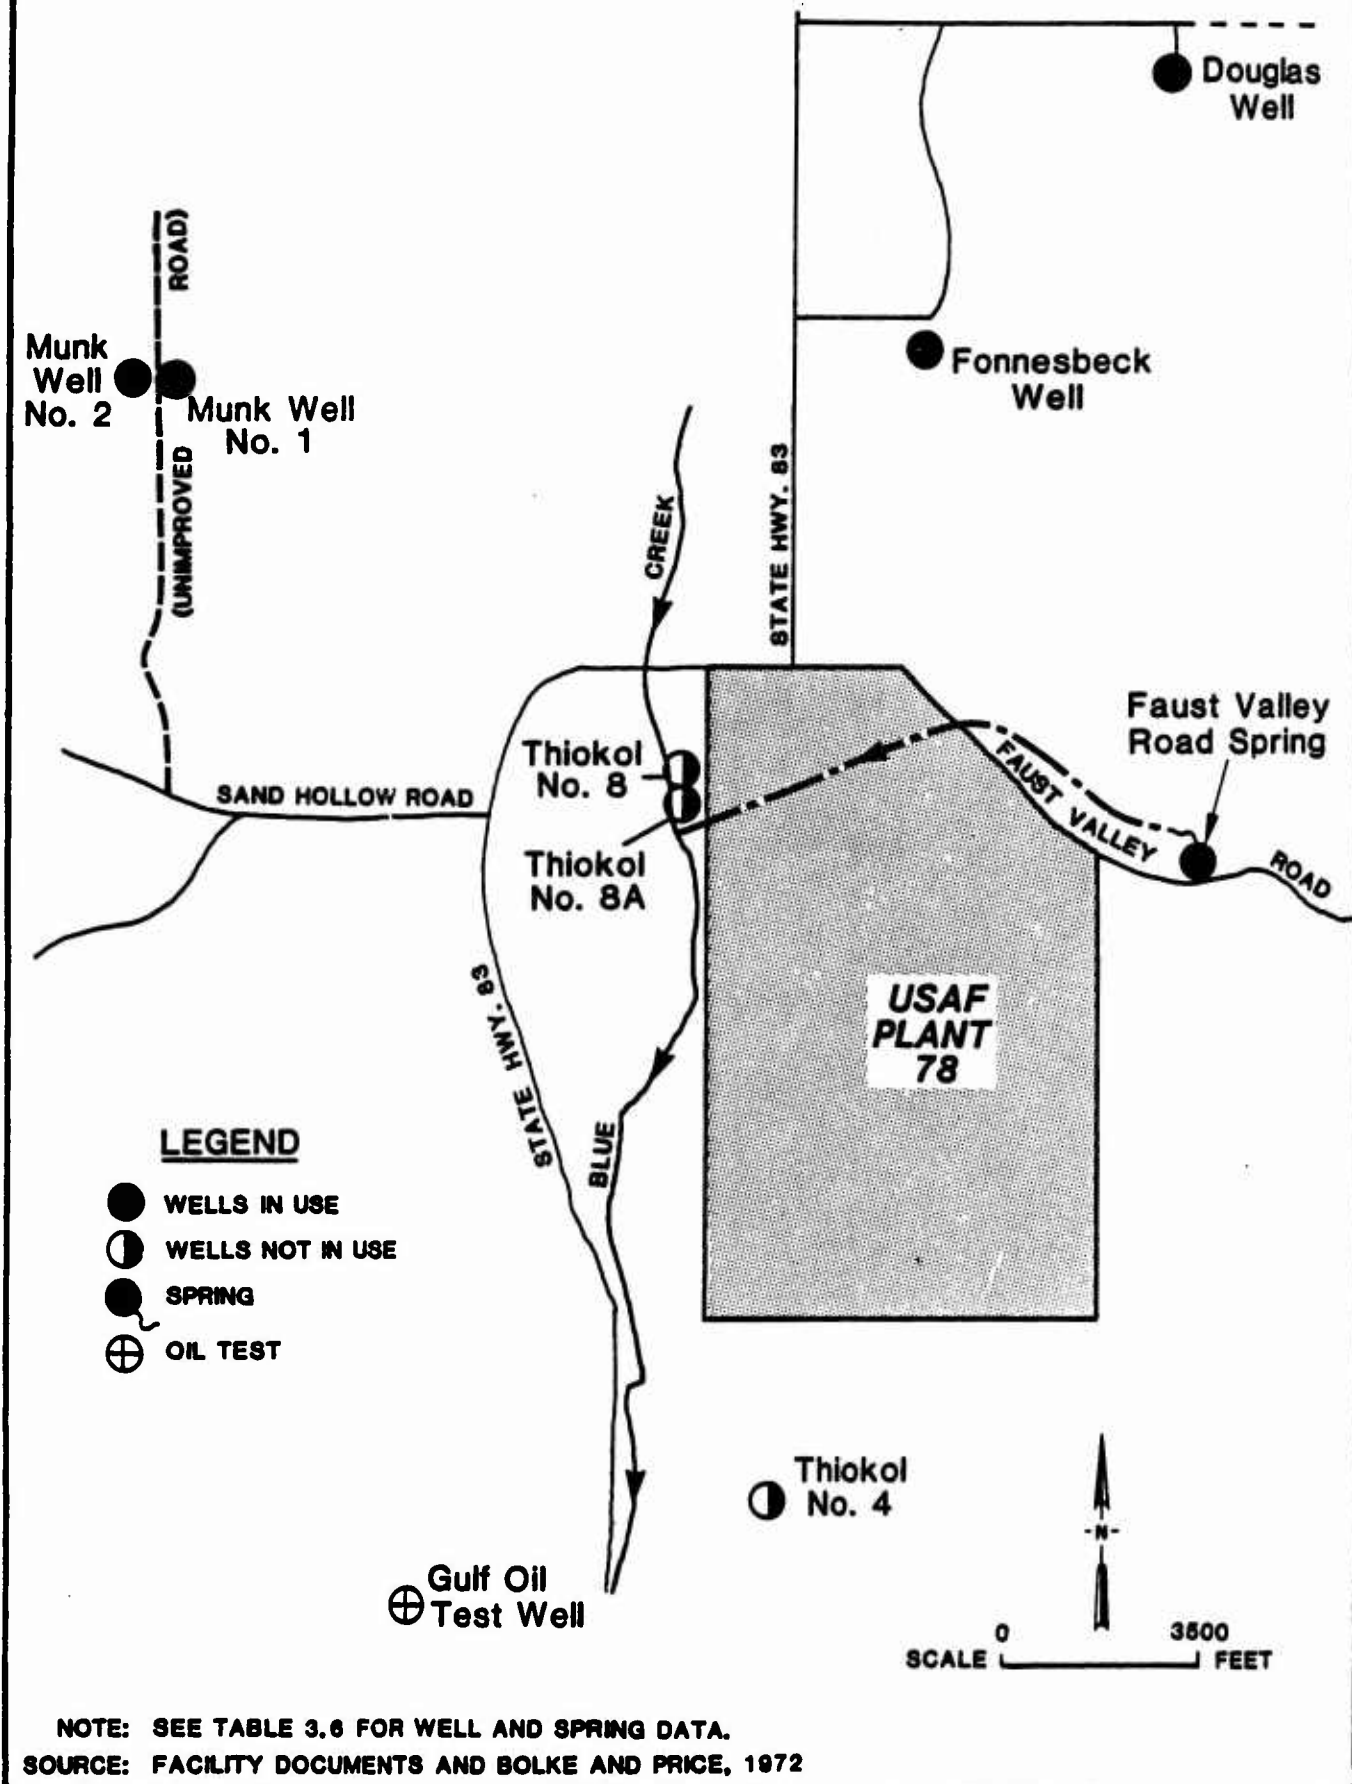 Douglas
Well
ROAD)
Munk
Well
No. 2
Munk Well
No. 1
(UNIMPROVED
Fonnesbeck
Well
STATE HWY. 83
CREEK
Faust Valley
Road Spring
Thiokol
No. 8
SAND HOLLOW ROAD
FAUST VALLEY
ROAD
Thiokol
No. 8A
STATE HWY. 83
USAF
PLANT
78
BLUE
LEGEND
WELLS IN USE
WELLS NOT IN USE
SPRING
OIL TEST
Thiokol
No. 4
-N-
Gulf Oil
Test Well
0 3500
SCALE FEET
NOTE: SEE TABLE 3.6 FOR WELL AND SPRING DATA.
SOURCE: FACILITY DOCUMENTS AND BOLKE AND PRICE, 1972